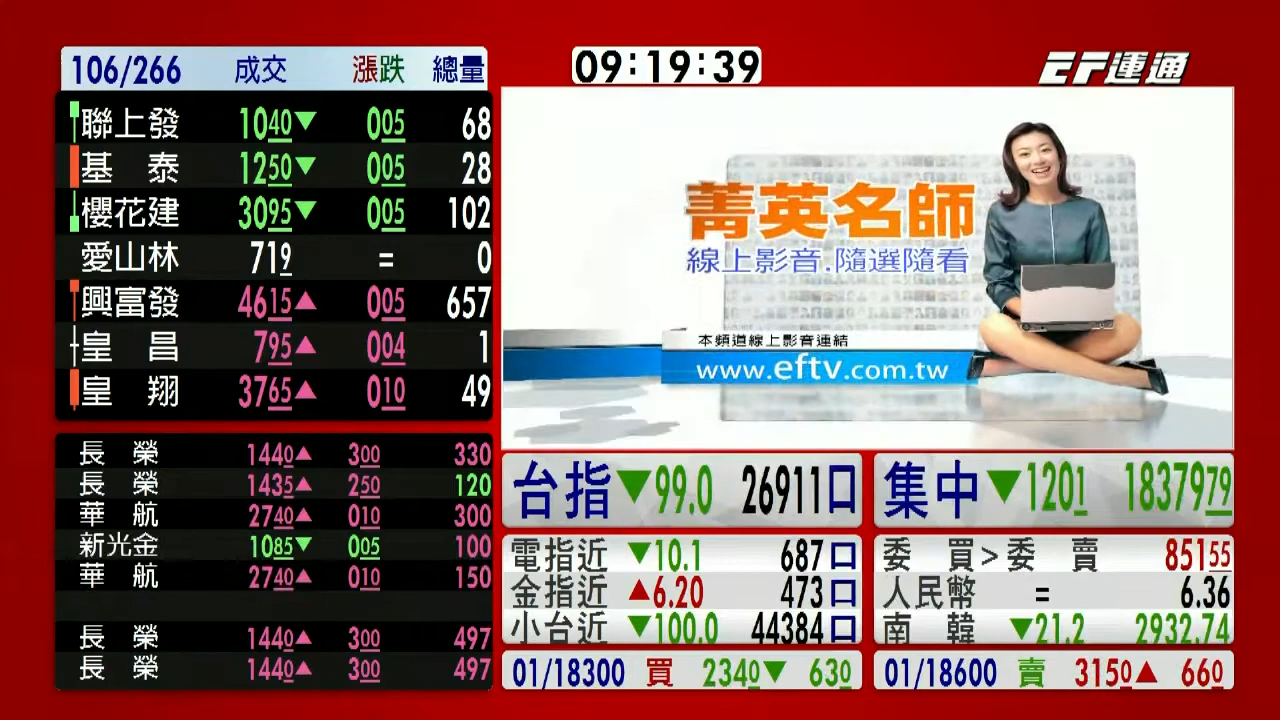 106/266 成交 漲跌 總量
09:19:39
EF運通
聯上發 1040▼ 005 68
基泰 1250▼ 005 28
櫻花建 3095▼ 005 102
愛山林 719 = 0
興富發 4615▲ 005 657
皇昌 795▲ 004 1
皇翔 3765▲ 010 49
菁英名師
線上影音.隨選隨看
本頻道線上影音連結
www.eftv.com.tw
長榮 1440▲ 300 330
長榮 1435▲ 250 120
華航 2740▲ 010 300
新光金 1085▼ 005 100
華航 2740▲ 010 150
長榮 1440▲ 300 497
長榮 1440▲ 300 497
台指▼99.0 26911口
集中▼1201 1837979
電指近 ▼10.1 687口
金指近 ▲6.20 473口
小台近 ▼100.0 44384口
委買>委賣 85155
人民幣 = 6.36
南韓 ▼21.2 2932.74
01/18300 買 2340▼ 630
01/18600 賣 3150▲ 660